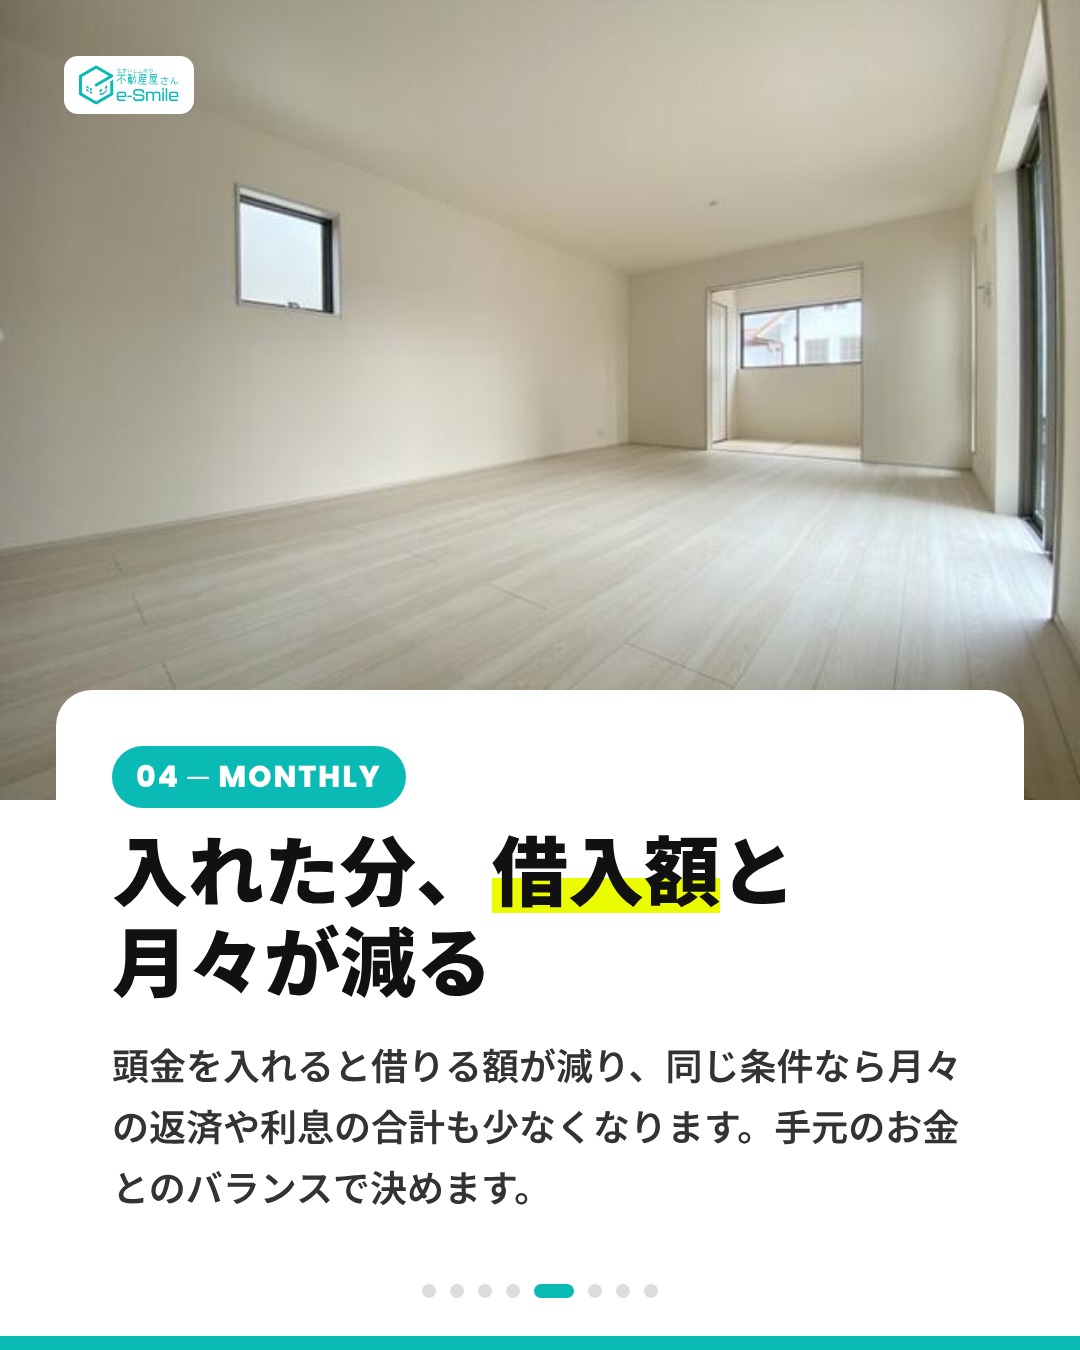 不動産屋さん
e-Smile
04 — MONTHLY
入れた分、借入額と
月々が減る
頭金を入れると借りる額が減り、同じ条件なら月々
の返済や利息の合計も少なくなります。手元のお金
とのバランスで決めます。